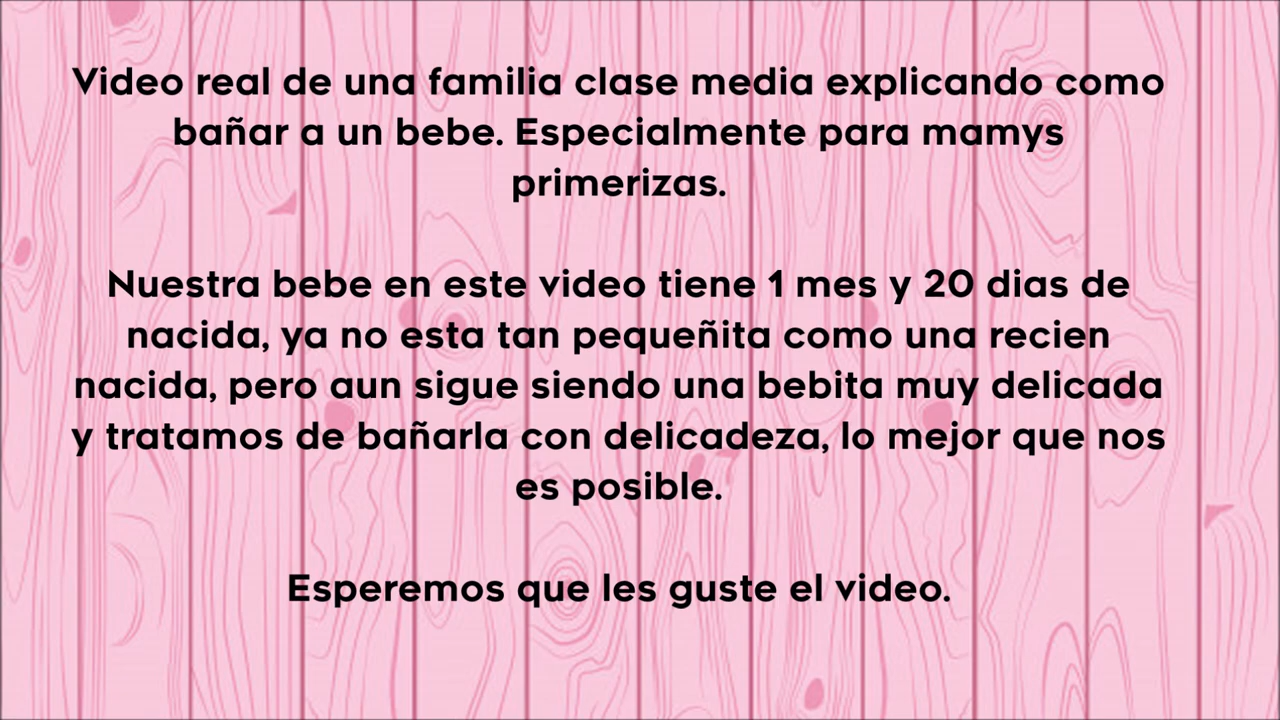 Video real de una familia clase media explicando como
bañar a un bebe. Especialmente para mamys
primerizas.
Nuestra bebe en este video tiene 1 mes y 20 dias de
nacida, ya no esta tan pequeñita como una recien
nacida, pero aun sigue siendo una bebita muy delicada
y tratamos de bañarla con delicadeza, lo mejor que nos
es posible.
Esperemos que les guste el video.